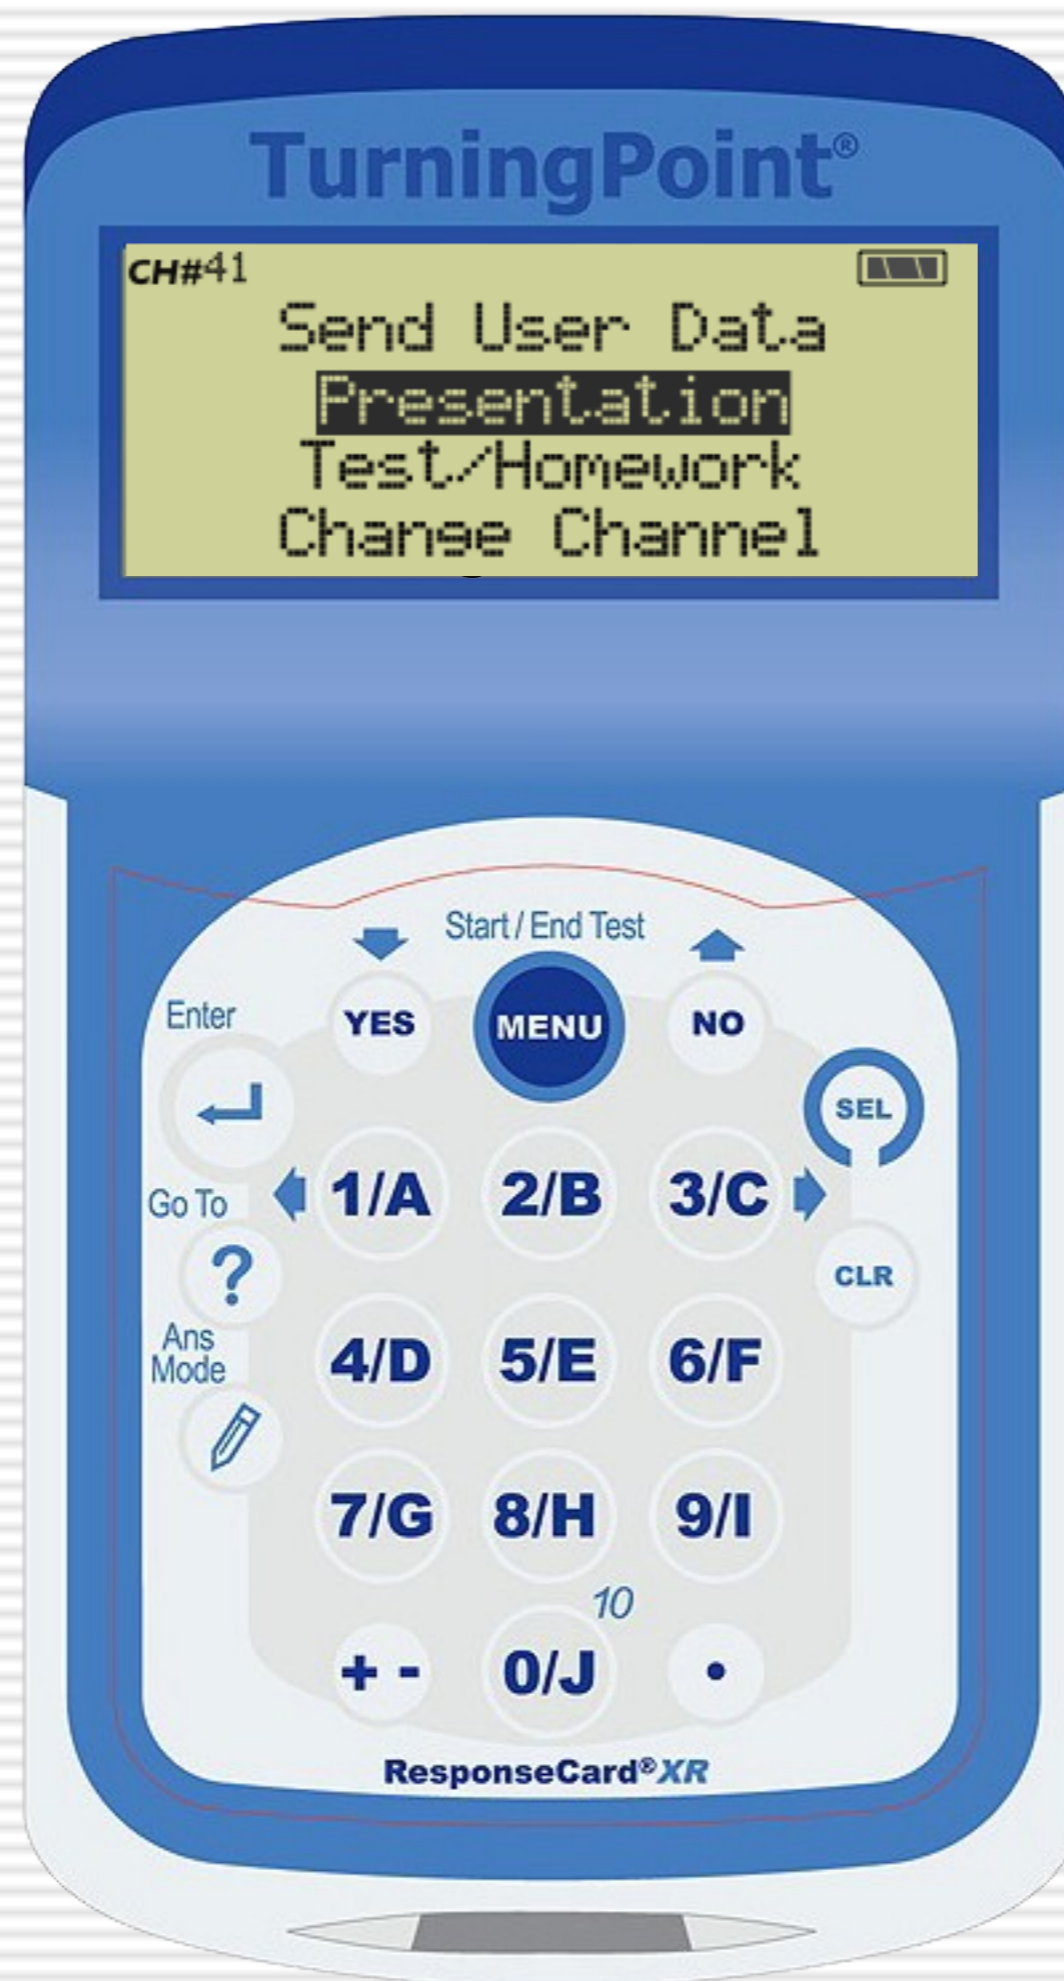 TurningPoint®
CH#41
Send User Data
Presentation
Test/Homework
Change Channel
Start / End Test
Enter
YES
MENU
NO
SEL
Go To
1/A
2/B
3/C
?
CLR
Ans
Mode
4/D
5/E
6/F
7/G
8/H
9/I
10
+ -
0/J
•
ResponseCard® XR